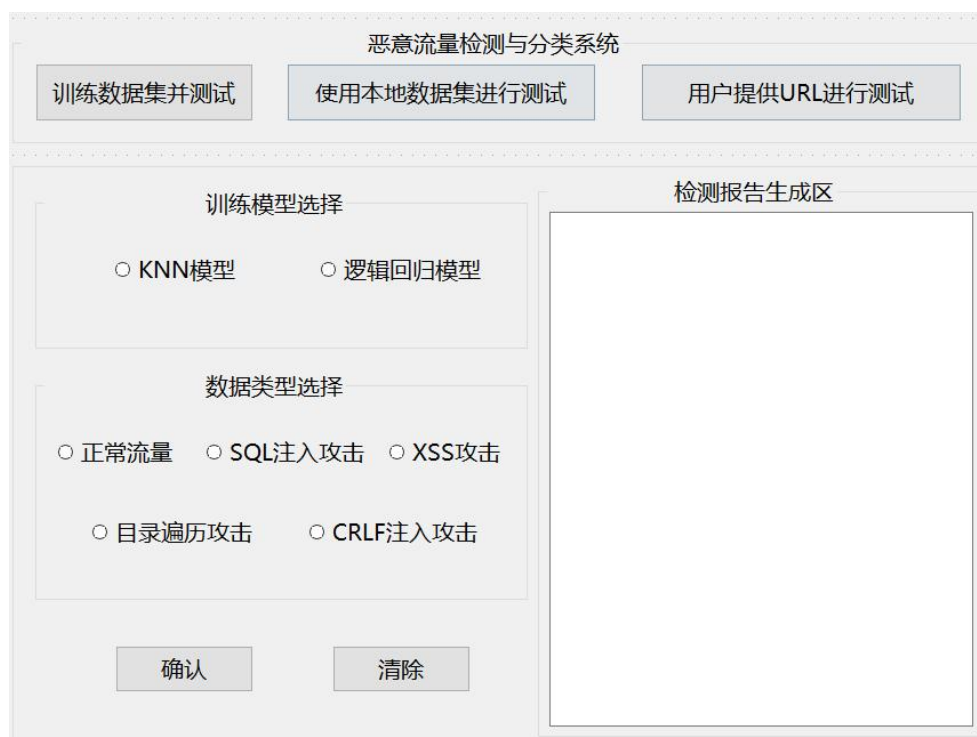 恶意流量检测与分类系统
训练数据集并测试 使用本地数据集进行测试 用户提供URL进行测试
训练模型选择
KNN模型 逻辑回归模型
数据类型选择
正常流量 SQL注入攻击 XSS攻击
目录遍历攻击 CRLF注入攻击
确认 清除
检测报告生成区